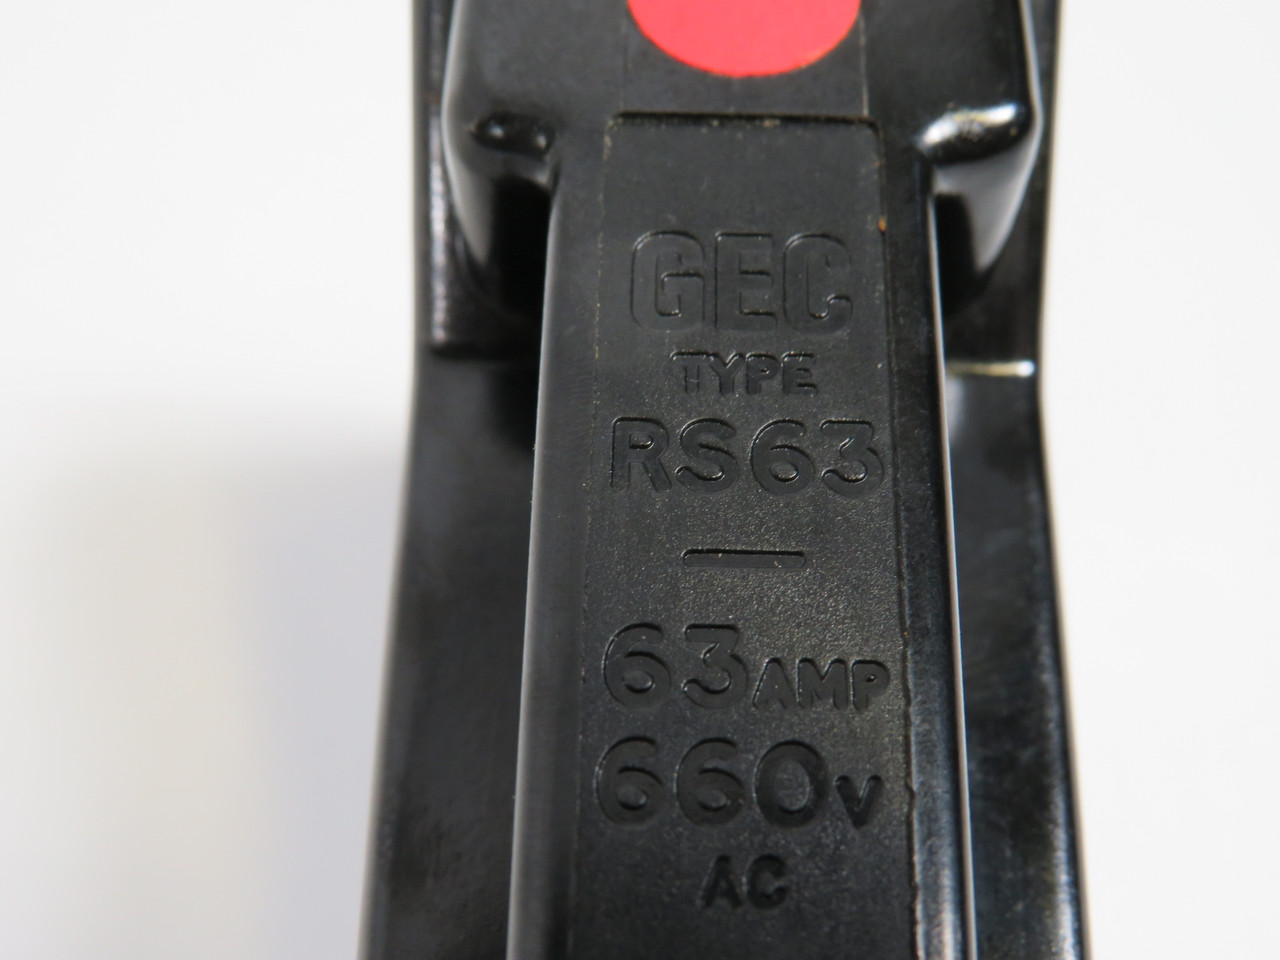 GEC
TYPE
RS63
—
63AMP
660V
AC